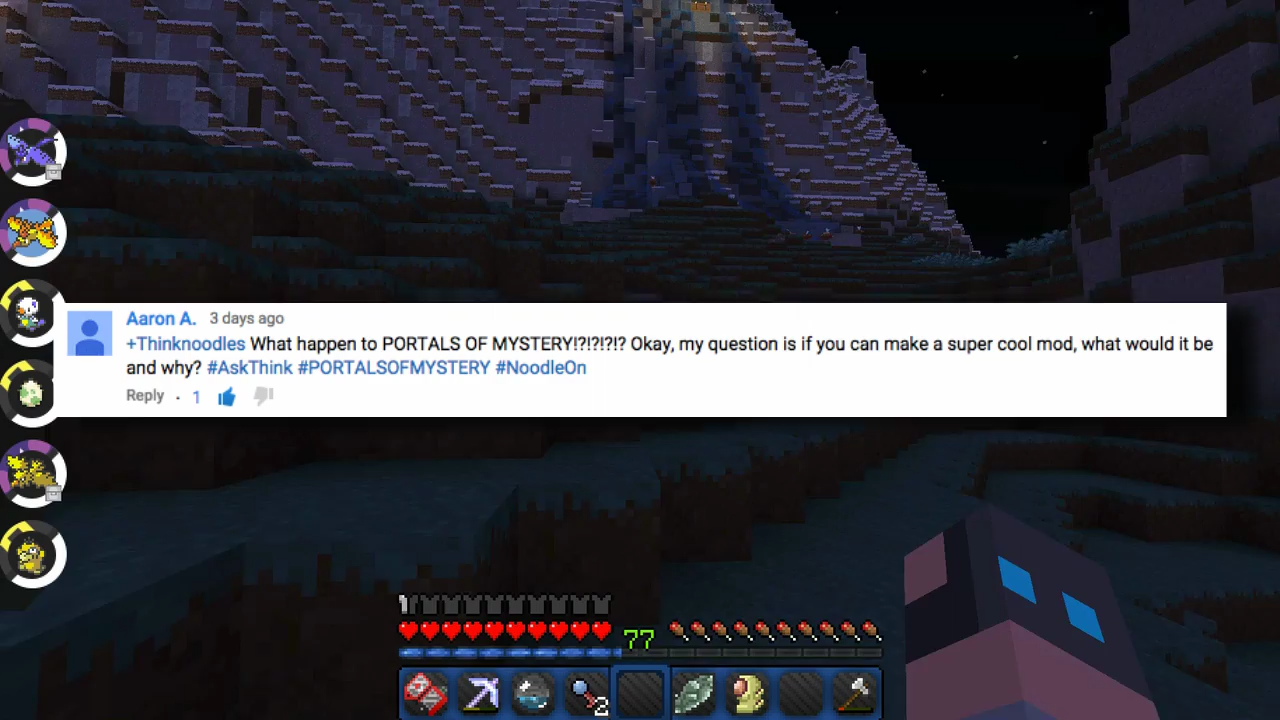 Aaron A. 3 days ago
+Thinknoodles What happen to PORTALS OF MYSTERY!?!?!?!? Okay, my question is if you can make a super cool mod, what would it be
and why? #AskThink #PORTALSOFMYSTERY #NoodleOn
Reply · 1
77
2